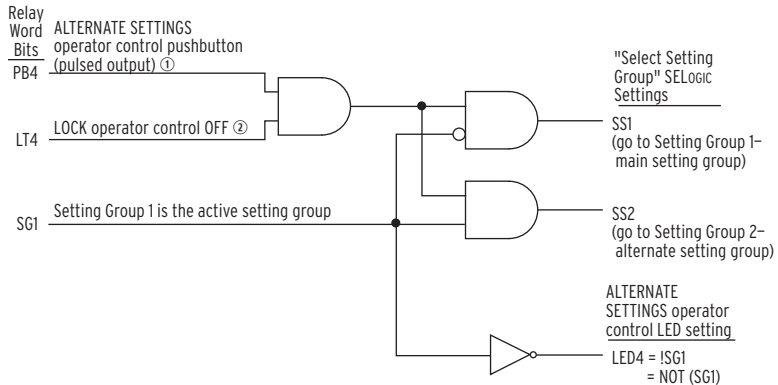 Relay
Word
Bits
ALTERNATE SETTINGS
operator control pushbutton
(pulsed output) ①
PB4
LOCK operator control OFF ②
LT4
Setting Group 1 is the active setting group
SG1
"Select Setting
Group" SELOGIC
Settings
SS1
(go to Setting Group 1–
main setting group)
SS2
(go to Setting Group 2–
alternate setting group)
ALTERNATE
SETTINGS operator
control LED setting
LED4 = !SG1
= NOT (SG1)